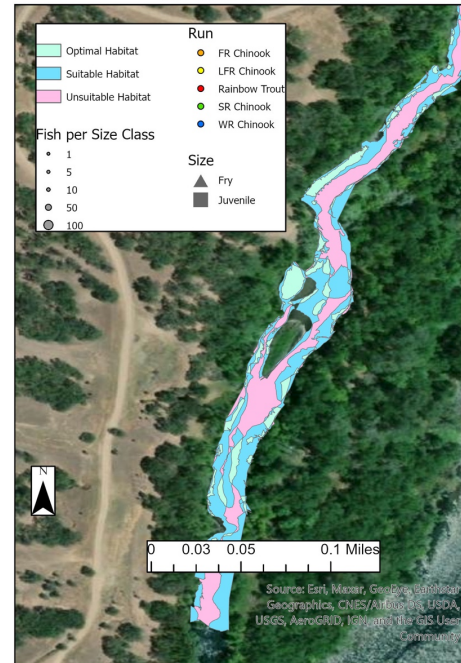 Optimal Habitat
Suitable Habitat
Unsuitable Habitat
Fish per Size Class
1
5
10
50
100
Run
FR Chinook
LFR Chinook
Rainbow Trout
SR Chinook
WR Chinook
Size
Fry
Juvenile
N
0 0.03 0.05 0.1 Miles
Source: Esri, Maxar, GeoEye, Earthstar
Geographics, CNES/Airbus DS, USDA,
USGS, AeroGRID, IGN, and the GIS User
Community